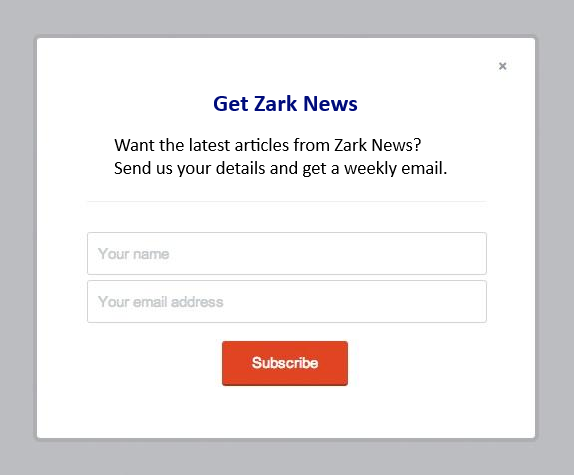 ×
Get Zark News
Want the latest articles from Zark News?
Send us your details and get a weekly email.
Your name
Your email address
Subscribe